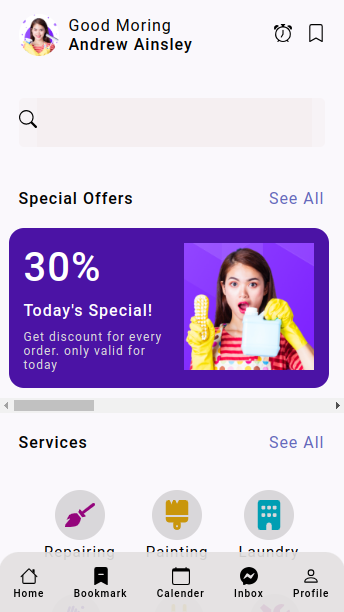 Good Moring
Andrew Ainsley
Special Offers
See All
30%
Today's Special!
Get discount for every
order. only valid for
today
Services
See All
Repairing
Painting
Laundry
Home
Bookmark
Calender
Inbox
Profile